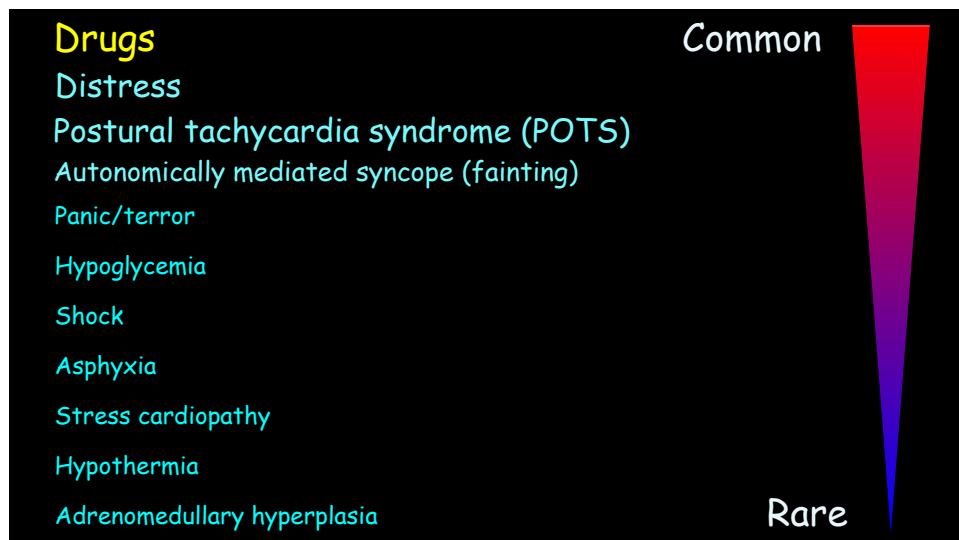 Drugs
Common
Distress
Postural tachycardia syndrome (POTS)
Autonomically mediated syncope (fainting)
Panic/terror
Hypoglycemia
Shock
Asphyxia
Stress cardiopathy
Hypothermia
Rare
Adrenomedullary hyperplasia